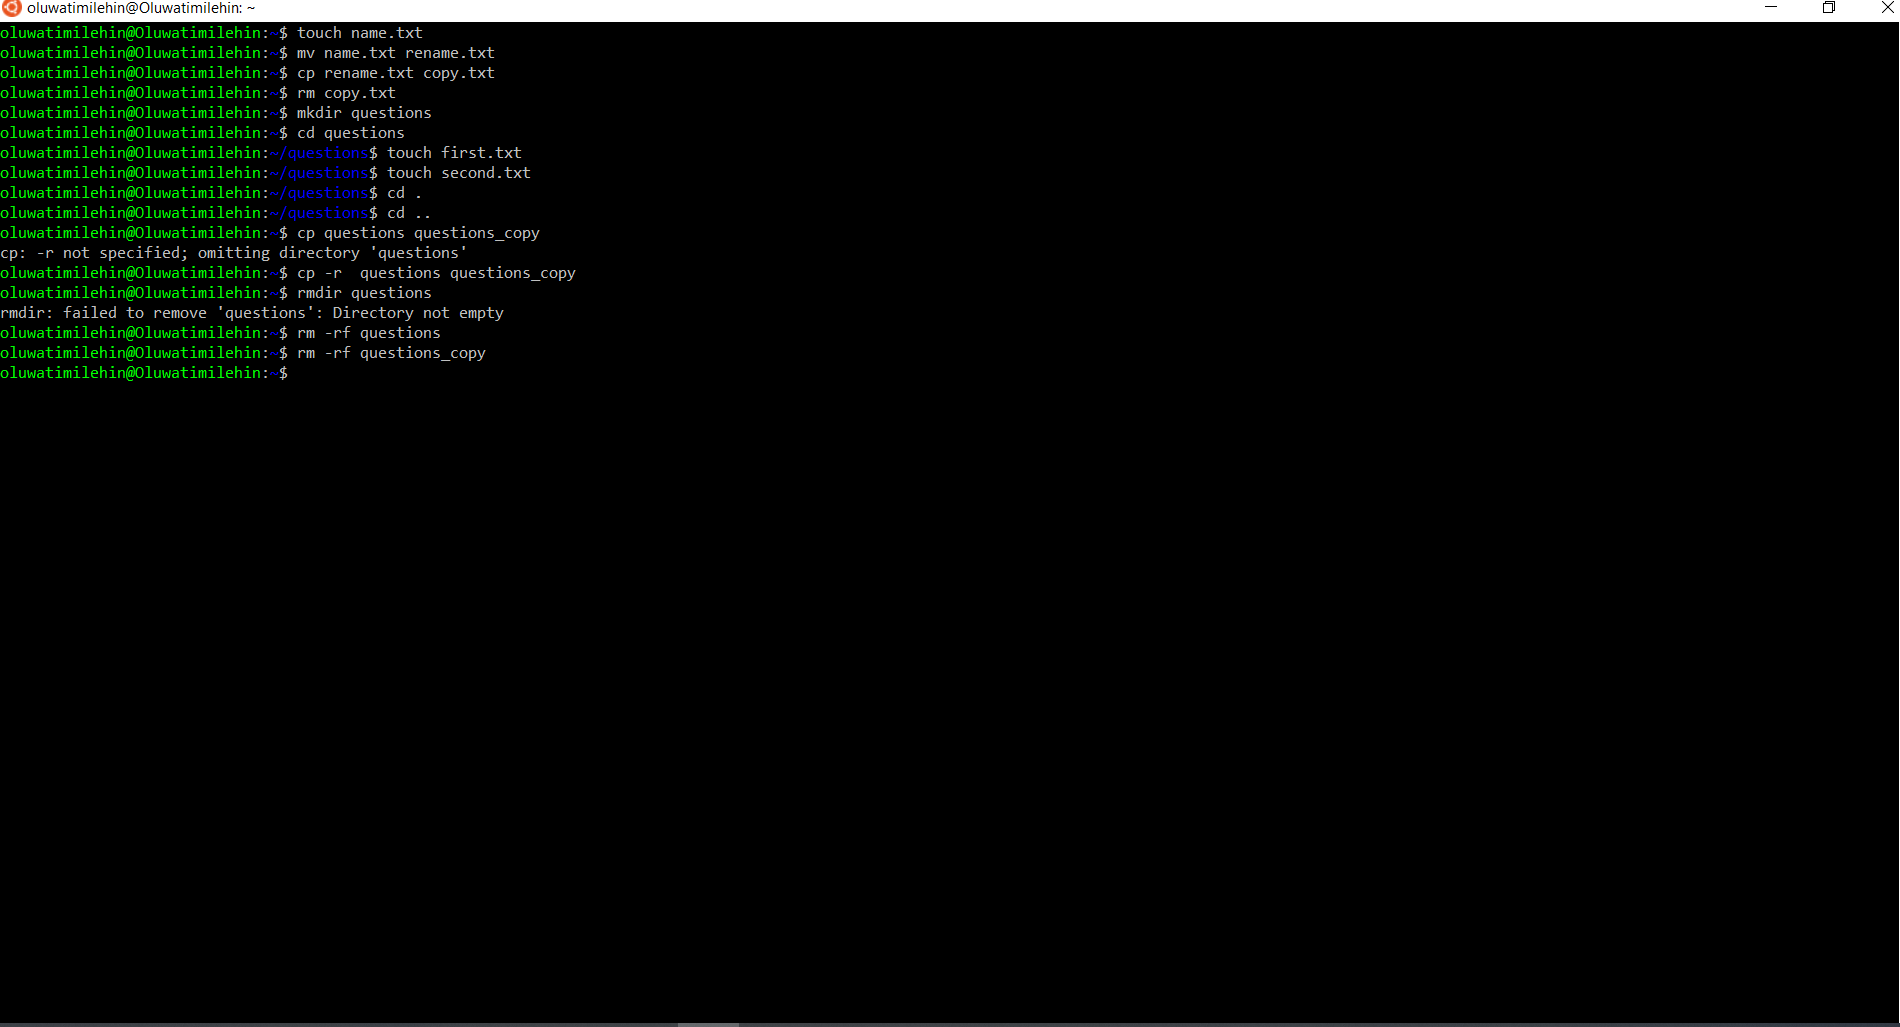 oluwatimilehin@Oluwatimilehin: ~
oluwatimilehin@Oluwatimilehin:~$ touch name.txt
oluwatimilehin@Oluwatimilehin:~$ mv name.txt rename.txt
oluwatimilehin@Oluwatimilehin:~$ cp rename.txt copy.txt
oluwatimilehin@Oluwatimilehin:~$ rm copy.txt
oluwatimilehin@Oluwatimilehin:~$ mkdir questions
oluwatimilehin@Oluwatimilehin:~$ cd questions
oluwatimilehin@Oluwatimilehin:~/questions$ touch first.txt
oluwatimilehin@Oluwatimilehin:~/questions$ touch second.txt
oluwatimilehin@Oluwatimilehin:~/questions$ cd .
oluwatimilehin@Oluwatimilehin:~/questions$ cd ..
oluwatimilehin@Oluwatimilehin:~$ cp questions questions_copy
cp: -r not specified; omitting directory 'questions'
oluwatimilehin@Oluwatimilehin:~$ cp -r  questions questions_copy
oluwatimilehin@Oluwatimilehin:~$ rmdir questions
rmdir: failed to remove 'questions': Directory not empty
oluwatimilehin@Oluwatimilehin:~$ rm -rf questions
oluwatimilehin@Oluwatimilehin:~$ rm -rf questions_copy
oluwatimilehin@Oluwatimilehin:~$